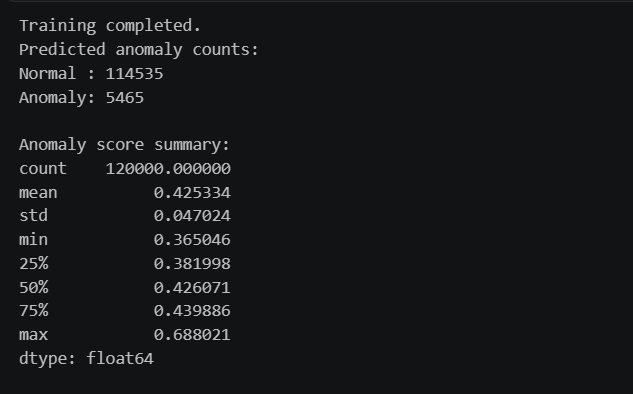 Training completed.
Predicted anomaly counts:
Normal : 114535
Anomaly: 5465

Anomaly score summary:
count    120000.000000
mean          0.425334
std           0.047024
min           0.365046
25%           0.381998
50%           0.426071
75%           0.439886
max           0.688021
dtype: float64